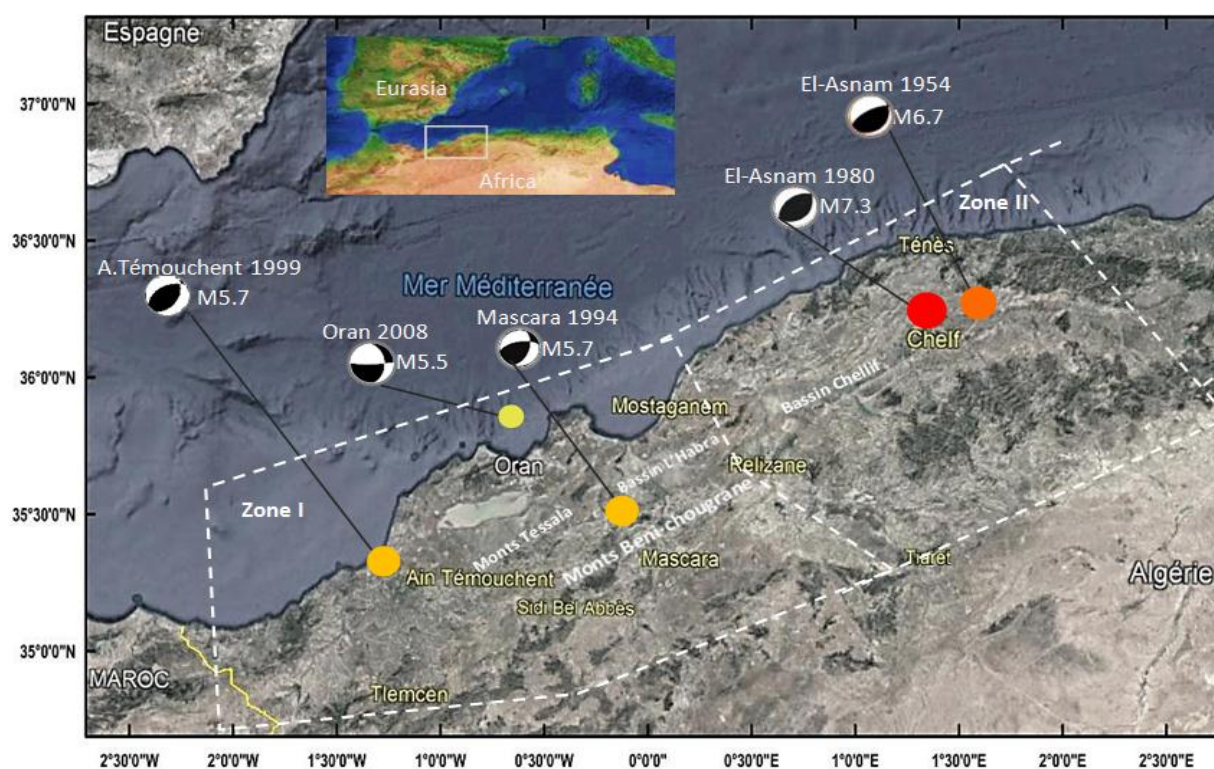 Espagne
Eurasia
Africa
El-Asnam 1954
M6.7
El-Asnam 1980
M7.3
Zone II
Ténès
A.Témouchent 1999
M5.7
Mer Méditerranée
Oran 2008
M5.5
Mascara 1994
M5.7
Chelf
Bassin Chellif
Mostaganem
Oran
Bassin L'Habra
Relizane
Zone I
Monts Tessala
Monts Benichougrane
Mascara
Ain Témouchent
Tiaret
Algérie
Sidi Bel Abbès
MAROC
Tlemcen
37°0'0"N
36°30'0"N
36°0'0"N
35°30'0"N
35°0'0"N
2°30'0"W
2°0'0"W
1°30'0"W
1°0'0"W
0°30'0"W
0°0'0"
0°30'0"E
1°0'0"E
1°30'0"E
2°0'0"E
2°30'0"E